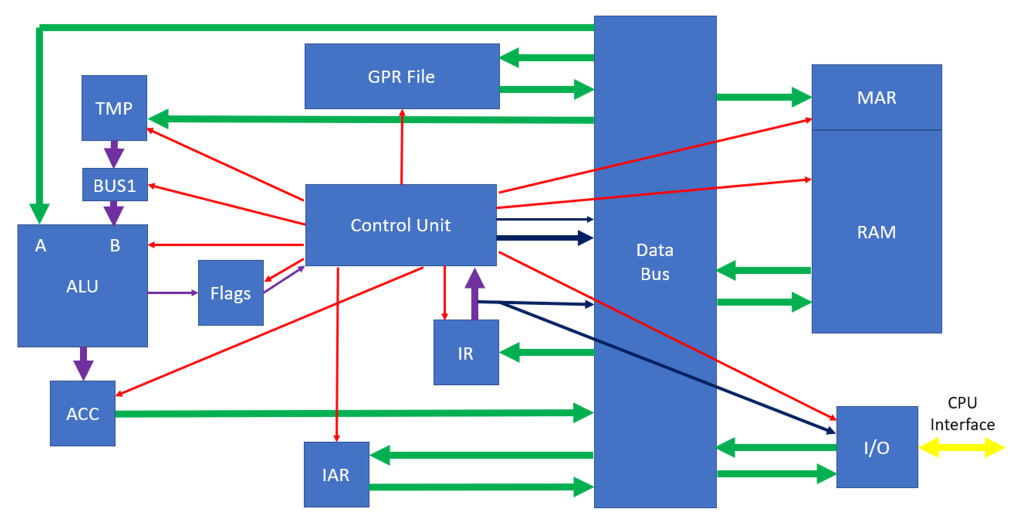 GPR File
TMP
MAR
BUS1
Control Unit
RAM
A
B
Data
Bus
ALU
Flags
IR
CPU
Interface
ACC
I/O
IAR